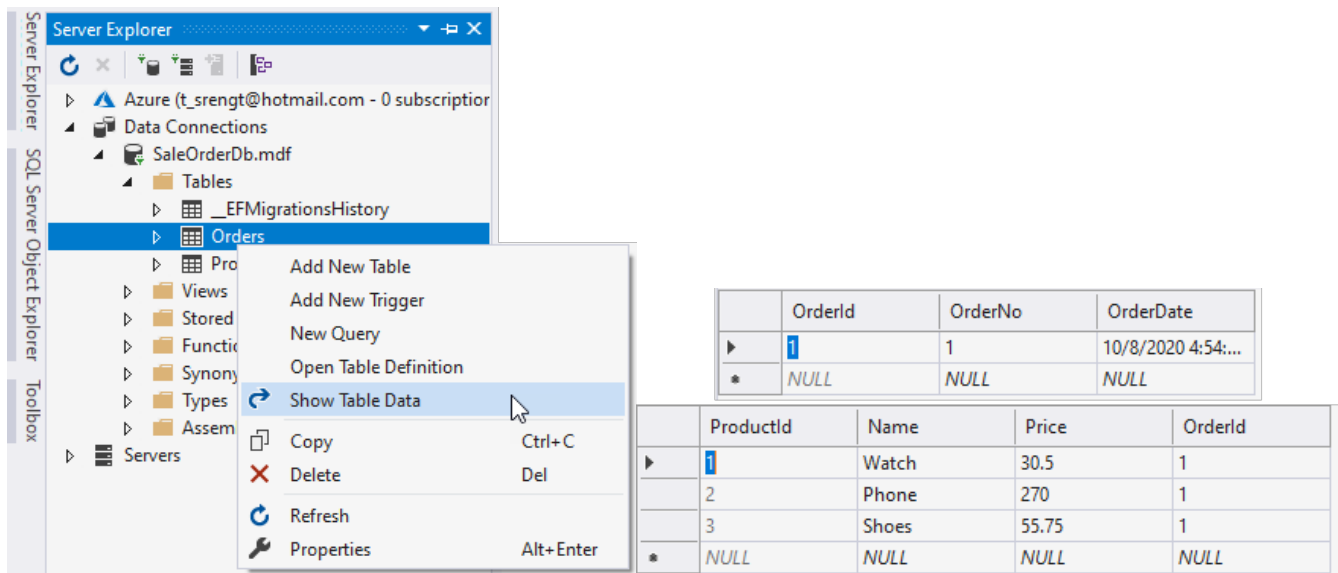 Server Explorer
SQL Server Object Explorer
Toolbox
Server Explorer
Azure (t_srengt@hotmail.com - 0 subscription
Data Connections
SaleOrderDb.mdf
Tables
__EFMigrationsHistory
Orders
Pro
Views
Stored
Functio
Synony
Types
Assem
Servers
Add New Table
Add New Trigger
New Query
Open Table Definition
Show Table Data
Copy Ctrl+C
Delete Del
Refresh
Properties Alt+Enter
OrderId OrderNo OrderDate
1 1 10/8/2020 4:54:...
NULL NULL NULL
ProductId Name Price OrderId
1 Watch 30.5 1
2 Phone 270 1
3 Shoes 55.75 1
NULL NULL NULL NULL